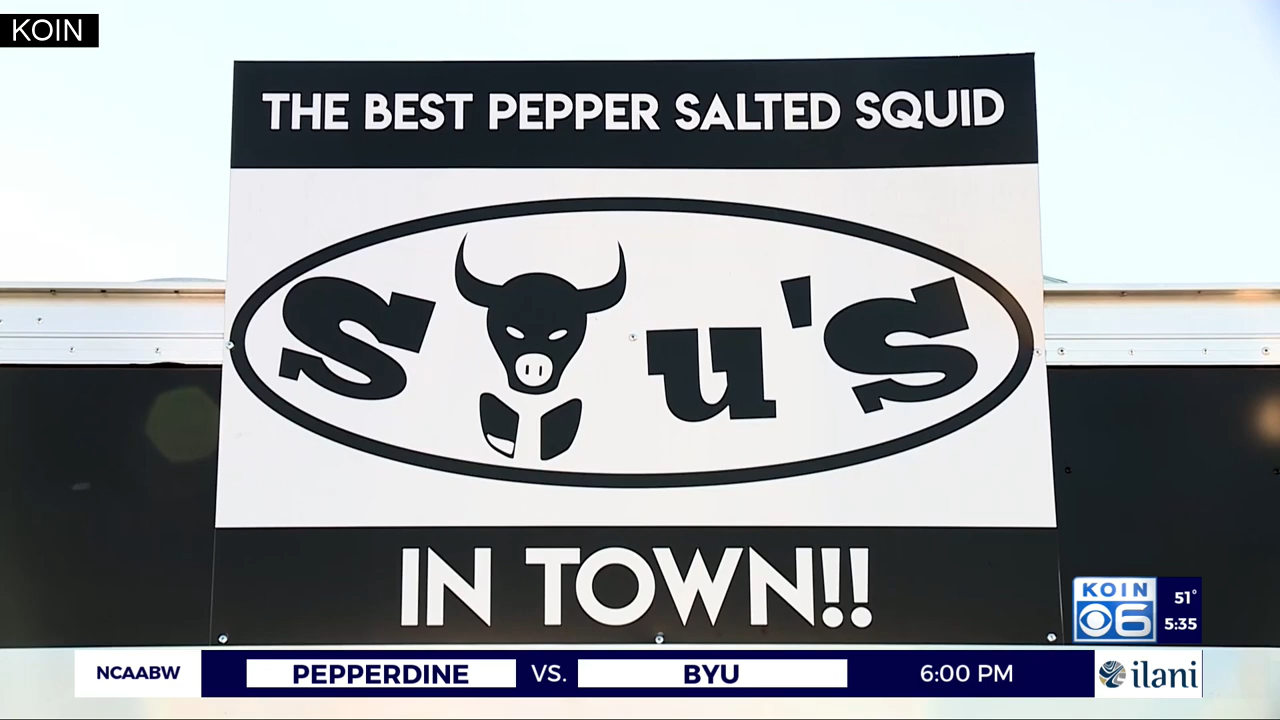 KOIN
THE BEST PEPPER SALTED SQUID
S u's
IN TOWN!!
KOIN
6
51°
5:35
NCAABW PEPPERDINE VS. BYU 6:00 PM ilani